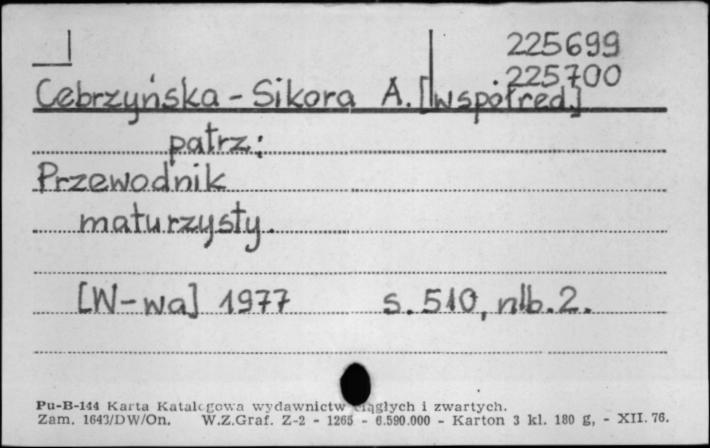 225699
225700
Cebrzyńska - Sikora A. [współred.]
patrz:
Przewodnik
maturzysty.
[W-wa] 1977 s. 510, nlb. 2.
Pu-B-144 Karta Katalogowa wydawnictw ciągłych i zwartych.
Zam. 1643/DW/On. W.Z.Graf. Z-2 - 1265 - 6.590.000 - Karton 3 kl. 180 g, - XII. 76.